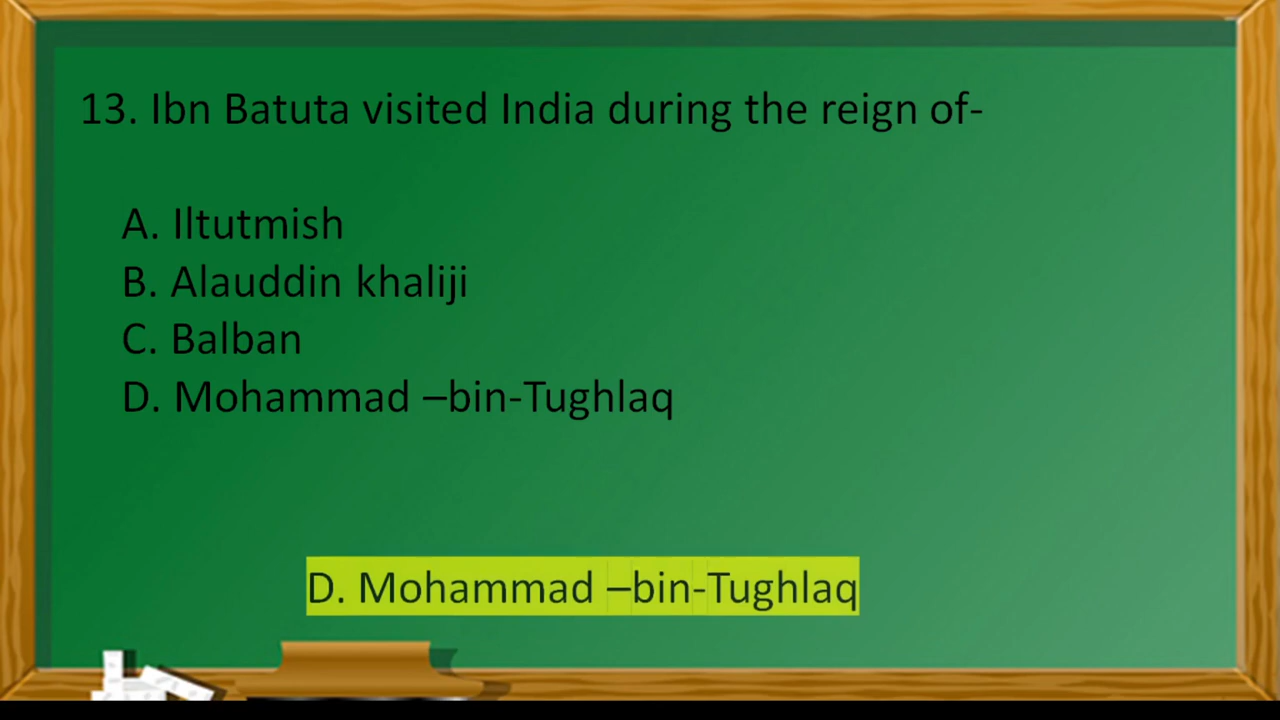 13. Ibn Batuta visited India during the reign of-
A. Iltutmish
B. Alauddin khaliji
C. Balban
D. Mohammad –bin-Tughlaq
D. Mohammad –bin-Tughlaq